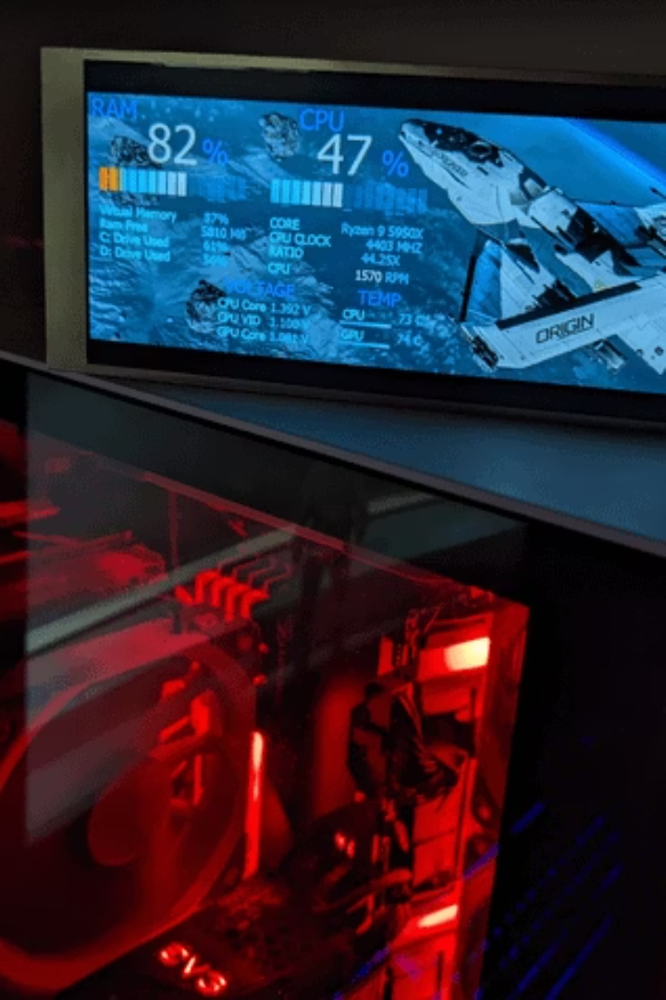 RAM
82 %
Virtual Memory 87%
Ram Free 5810 MB
C: Drive Used 61%
D: Drive Used
CPU
47 %
CORE Ryzen 9 5950X
CPU CLOCK 4403 MHZ
RATIO 44.25X
CPU 1570 RPM
VOLTAGE
CPU Core 1.392 V
CPU VID 1.100 V
GPU Core 1.081 V
TEMP
CPU 73 C
GPU 74 C
ORIGIN